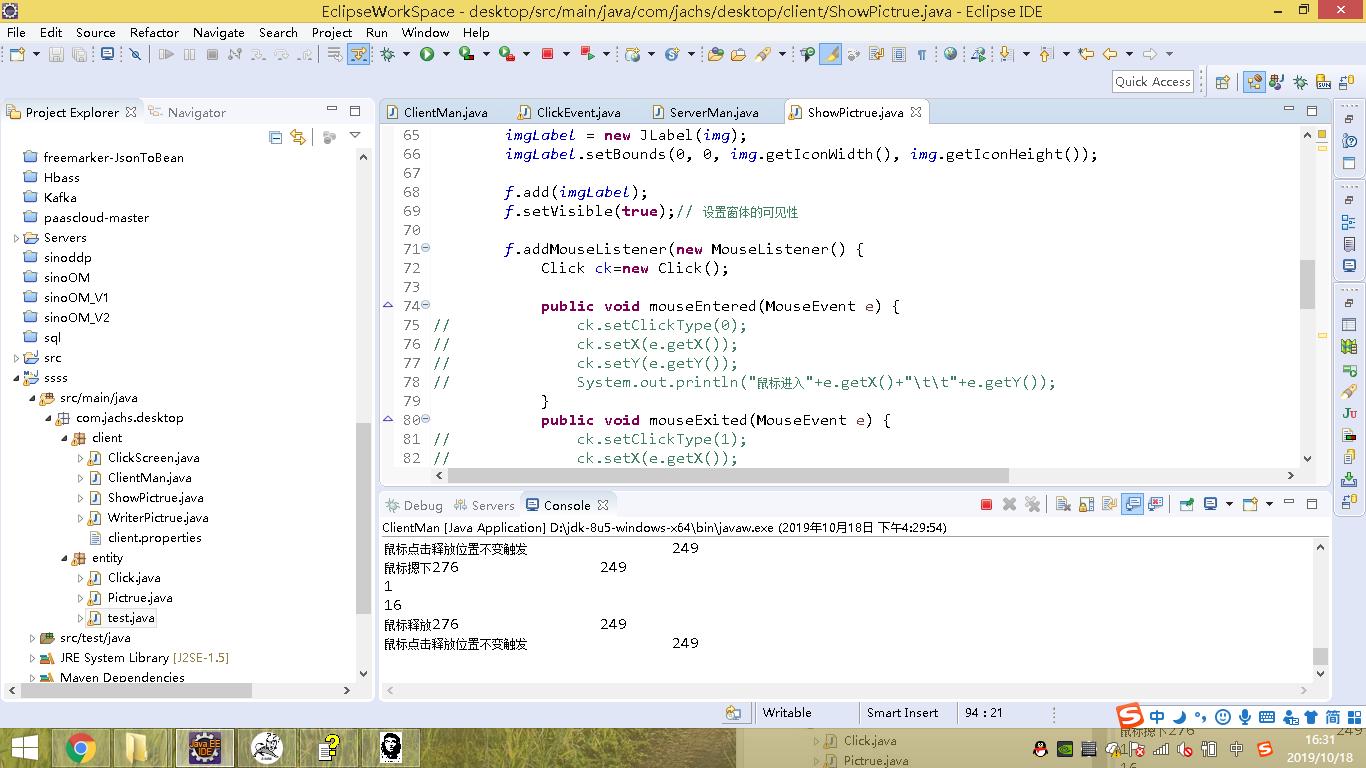 EclipseWorkSpace - desktop/src/main/java/com/jachs/desktop/client/ShowPictrue.java - Eclipse IDE
File Edit Source Refactor Navigate Search Project Run Window Help
Quick Access
Project Explorer Navigator
freemarker-JsonToBean
Hbass
Kafka
paascloud-master
Servers
sinoddp
sinoOM
sinoOM_V1
sinoOM_V2
sql
src
ssss
src/main/java
com.jachs.desktop
client
ClickScreen.java
ClientMan.java
ShowPictrue.java
WriterPictrue.java
client.properties
entity
Click.java
Pictrue.java
test.java
src/test/java
JRE System Library [J2SE-1.5]
Maven Dependencies
ClientMan.java ClickEvent.java ServerMan.java ShowPictrue.java
65 imgLabel = new JLabel(img);
66 imgLabel.setBounds(0, 0, img.getIconWidth(), img.getIconHeight());
67
68 f.add(imgLabel);
69 f.setVisible(true);// 设置窗体的可见性
70
71 f.addMouseListener(new MouseListener() {
72 Click ck=new Click();
73
74 public void mouseEntered(MouseEvent e) {
75 // ck.setClickType(0);
76 // ck.setX(e.getX());
77 // ck.setY(e.getY());
78 // System.out.println("鼠标进入"+e.getX()+"\t\t"+e.getY());
79 }
80 public void mouseExited(MouseEvent e) {
81 // ck.setClickType(1);
82 // ck.setX(e.getX());
Debug Servers Console
ClientMan [Java Application] D:\jdk-8u5-windows-x64\bin\javaw.exe (2019年10月18日 下午4:29:54)
鼠标点击释放位置不变触发 249
鼠标摁下276 249
1
16
鼠标释放276 249
鼠标点击释放位置不变触发 249
Writable Smart Insert 94 : 21
中 简
Java EE
IDE
Click.java
Pictrue.java
鼠标摁下276 249
16
中
16:31
2019/10/18